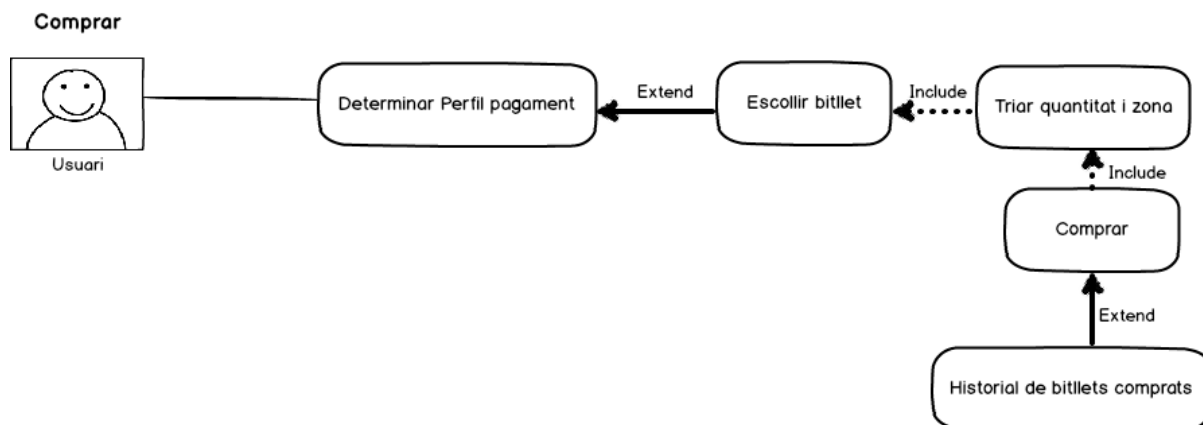 Comprar
Usuari
Determinar Perfil pagament
Extend
Escollir bitllet
Include
Triar quantitat i zona
Include
Comprar
Extend
Historial de bitllets comprats